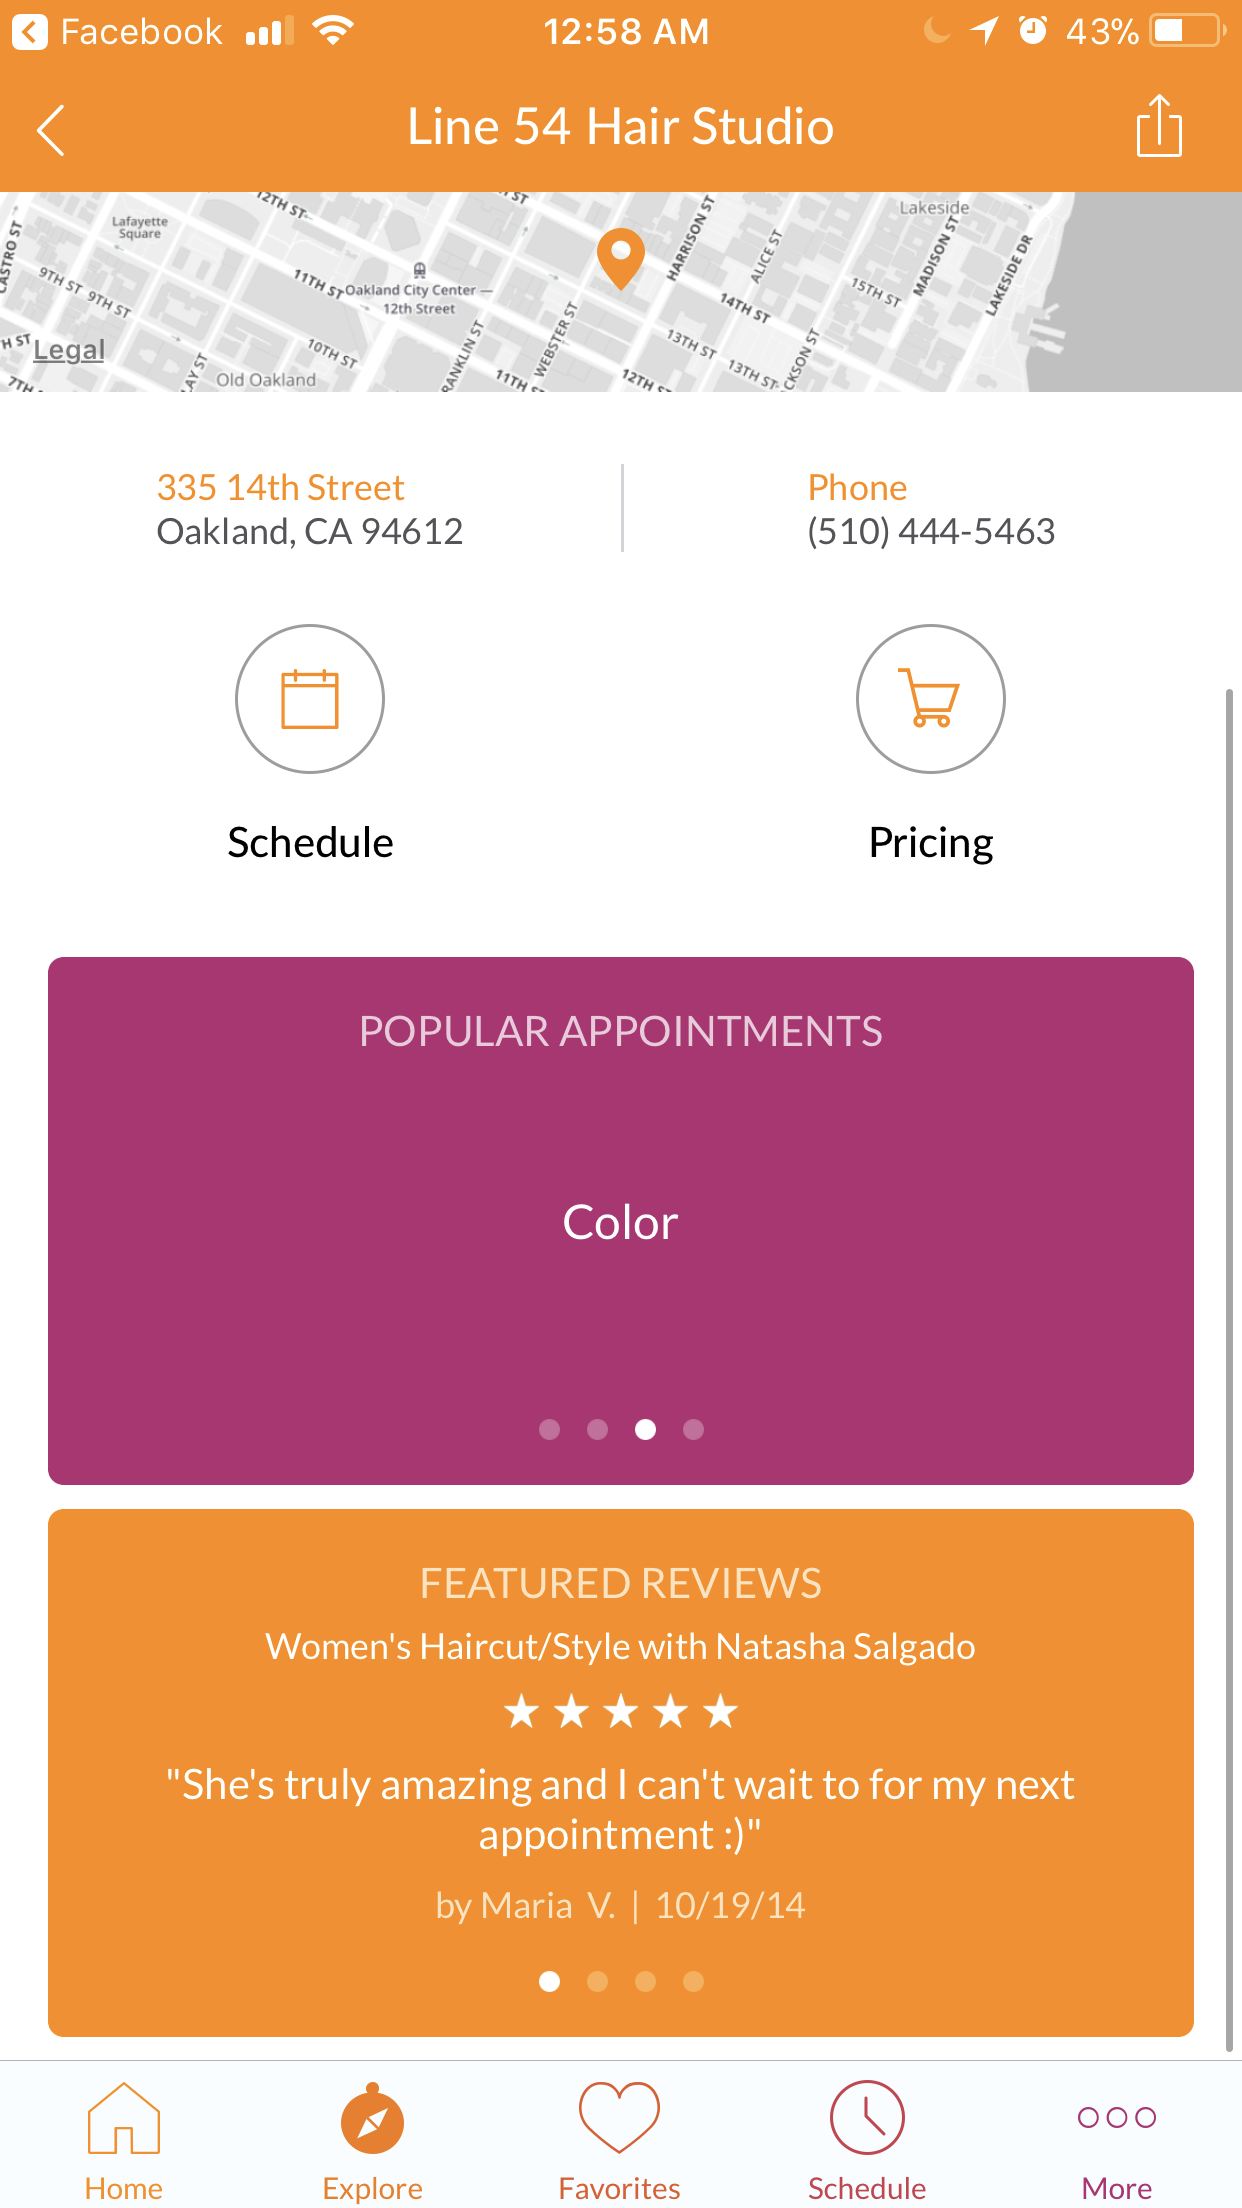 Facebook
12:58 AM
43%
Line 54 Hair Studio
12TH ST
Lafayette
Square
HARRISON ST
Lakeside
ALICE ST
MADISON ST
LAKESIDE DR
9TH ST
9TH ST
11TH ST
Oakland City Center —
12th Street
15TH ST
14TH ST
WEBSTER ST
13TH ST
13TH ST
10TH ST
Legal
Old Oakland
11TH
12TH
7TH
335 14th Street
Oakland, CA 94612
Phone
(510) 444-5463
Schedule
Pricing
POPULAR APPOINTMENTS
Color
FEATURED REVIEWS
Women's Haircut/Style with Natasha Salgado
"She's truly amazing and I can't wait to for my next
appointment :)"
by Maria  V. | 10/19/14
Home
Explore
Favorites
Schedule
More